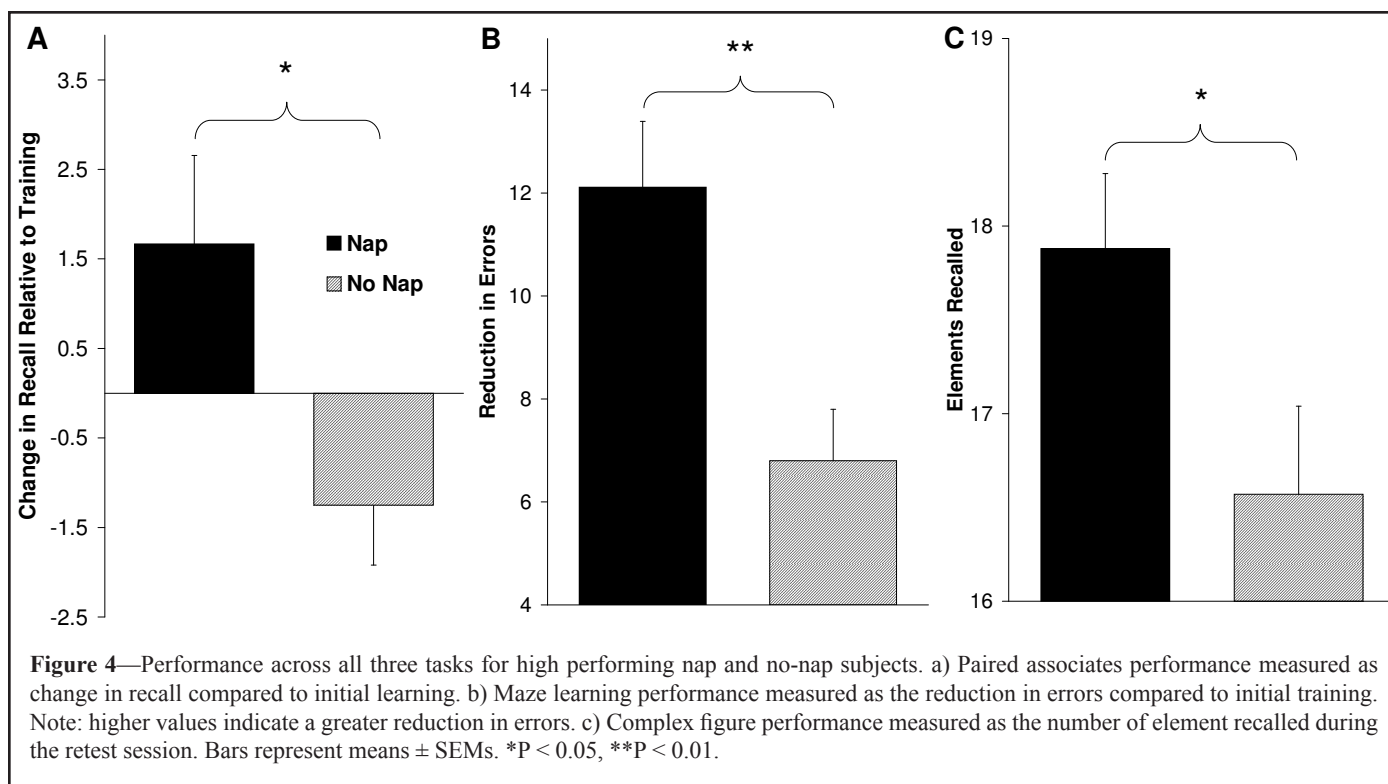 A
*
3.5
2.5
1.5
0.5
-0.5
-1.5
-2.5
Change in Recall Relative to Training
Nap
No Nap
B
**
14
12
10
8
6
4
Reduction in Errors
C
*
19
18
17
16
Elements Recalled
Figure 4—Performance across all three tasks for high performing nap and no-nap subjects. a) Paired associates performance measured as
change in recall compared to initial learning. b) Maze learning performance measured as the reduction in errors compared to initial training.
Note: higher values indicate a greater reduction in errors. c) Complex figure performance measured as the number of element recalled during
the retest session. Bars represent means ± SEMs. *P < 0.05, **P < 0.01.